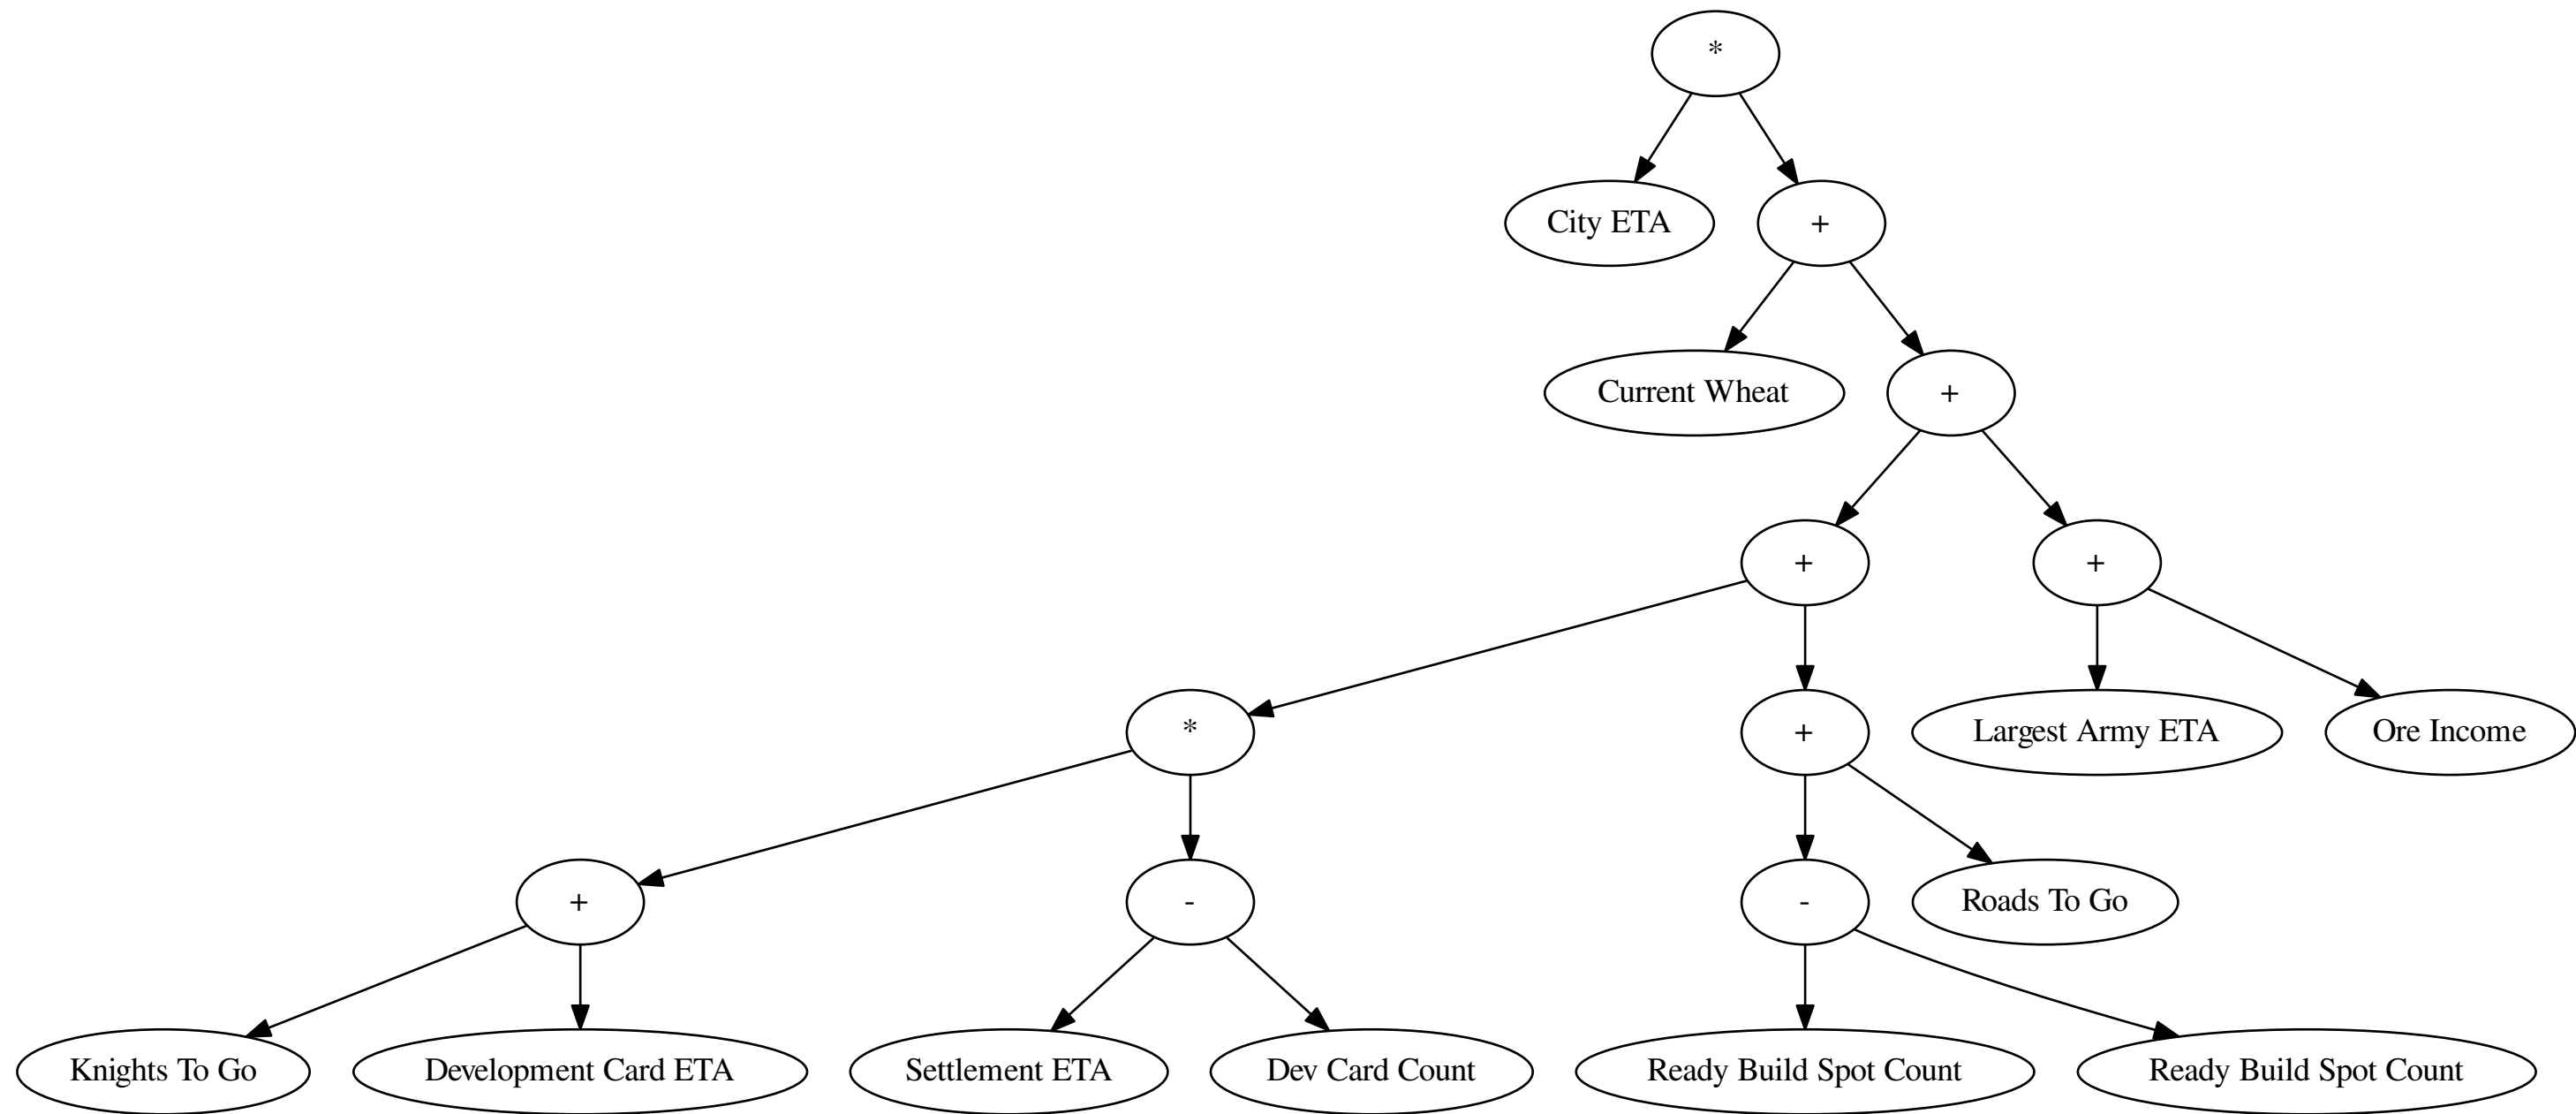 *
City ETA
+
Current Wheat
+
+
+
*
+
Largest Army ETA
Ore Income
+
-
-
Roads To Go
Knights To Go
Development Card ETA
Settlement ETA
Dev Card Count
Ready Build Spot Count
Ready Build Spot Count